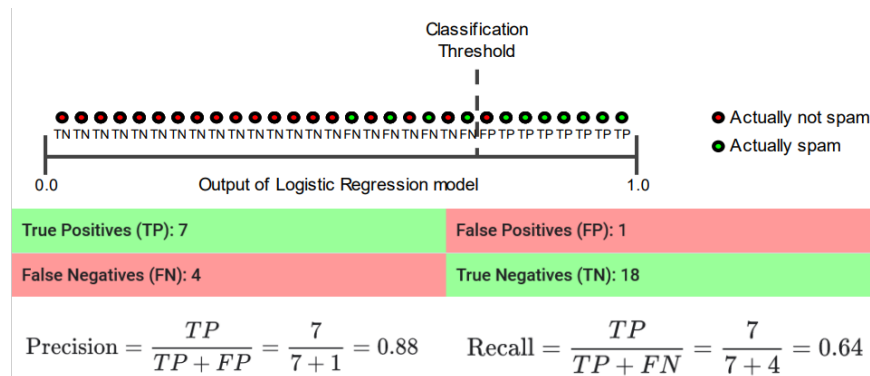 Classification
Threshold
TN TN TN TN TN TN TN TN TN TN TN TN TN TN TN FN TN FN TN FN TN FN FP TP TP TP TP TP TP TP
Actually not spam
Actually spam
0.0
Output of Logistic Regression model
1.0
True Positives (TP): 7
False Positives (FP): 1
False Negatives (FN): 4
True Negatives (TN): 18
Precision = TP / (TP + FP) = 7 / (7 + 1) = 0.88
Recall = TP / (TP + FN) = 7 / (7 + 4) = 0.64